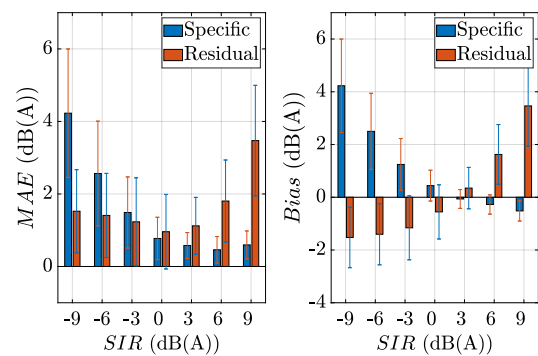 MAE (dB(A))
6
4
2
0
Specific
Residual
-9 -6 -3 0 3 6 9
SIR (dB(A))
Bias (dB(A))
6
4
2
0
-2
-4
Specific
Residual
-9 -6 -3 0 3 6 9
SIR (dB(A))